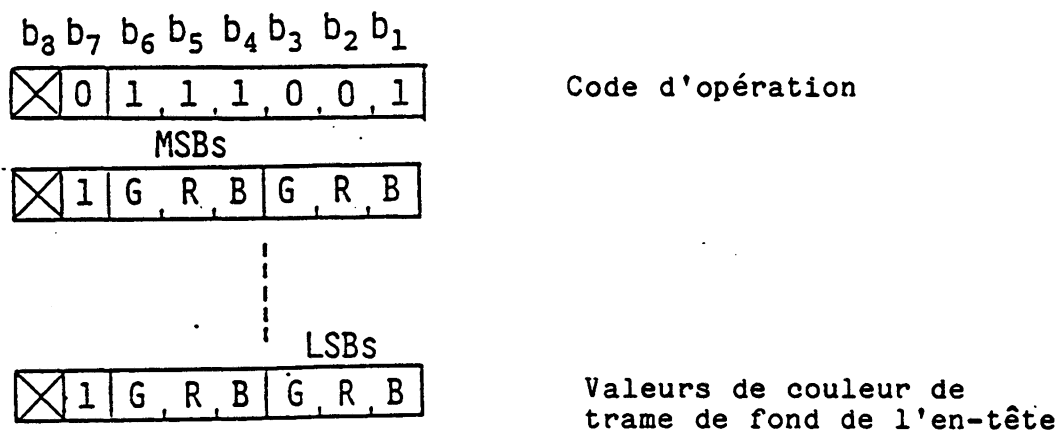 b8 b7 b6 b5 b4 b3 b2 b1
0 1 1 1 0 0 1 Code d'opération
MSBs
1 G R B G R B
LSBs
1 G R B G R B Valeurs de couleur de
trame de fond de l'en-tête